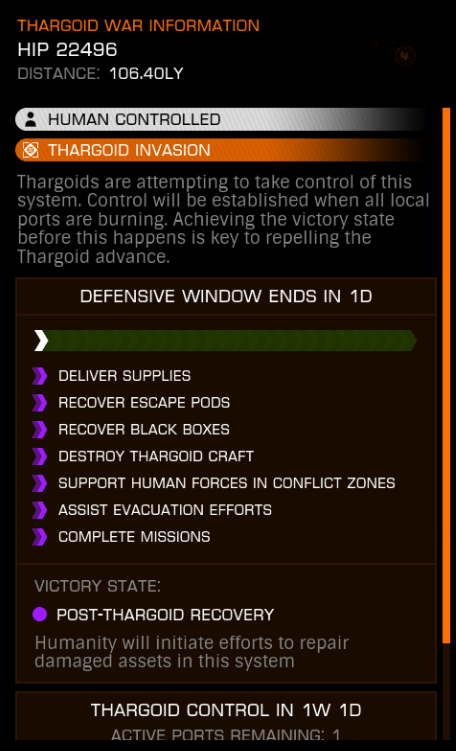 THARGOID WAR INFORMATION
HIP 22496
DISTANCE: 106.40LY
HUMAN CONTROLLED
THARGOID INVASION
Thargoids are attempting to take control of this
system. Control will be established when all local
ports are burning. Achieving the victory state
before this happens is key to repelling the
Thargoid advance.
DEFENSIVE WINDOW ENDS IN 1D
DELIVER SUPPLIES
RECOVER ESCAPE PODS
RECOVER BLACK BOXES
DESTROY THARGOID CRAFT
SUPPORT HUMAN FORCES IN CONFLICT ZONES
ASSIST EVACUATION EFFORTS
COMPLETE MISSIONS
VICTORY STATE:
POST-THARGOID RECOVERY
Humanity will initiate efforts to repair
damaged assets in this system
THARGOID CONTROL IN 1W 1D
ACTIVE PORTS REMAINING: 1